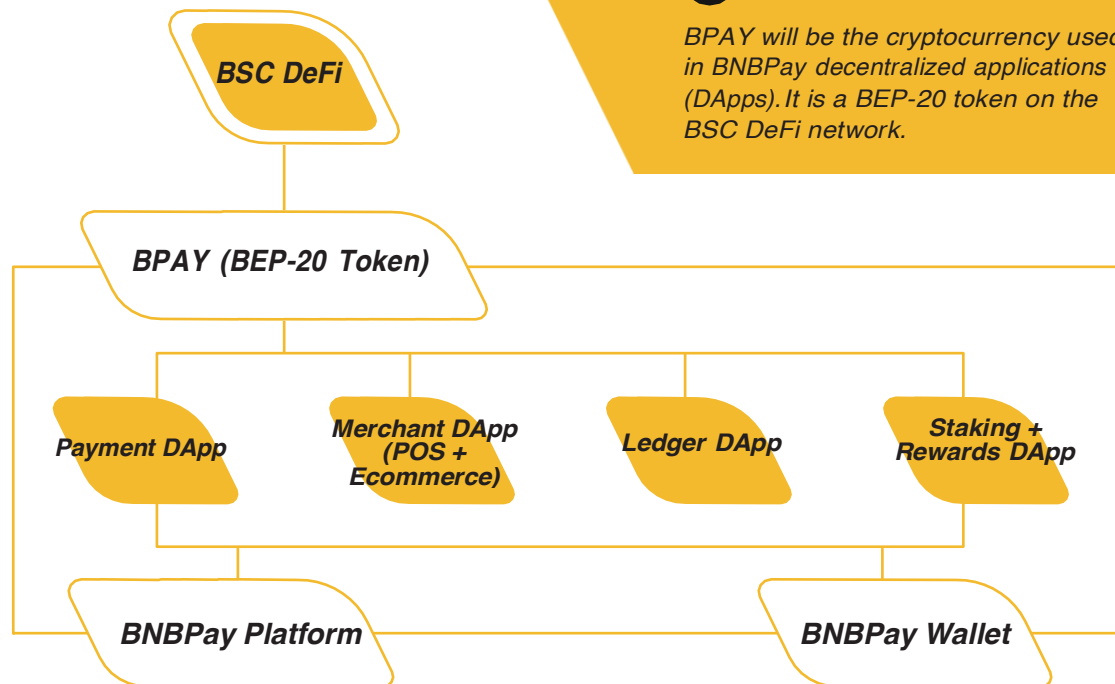 BPAY will be the cryptocurrency used
in BNBPay decentralized applications
(DApps). It is a BEP-20 token on the
BSC DeFi network.
BSC DeFi
BPAY (BEP-20 Token)
Payment DApp
Merchant DApp
(POS +
Ecommerce)
Ledger DApp
Staking +
Rewards DApp
BNBPay Platform
BNBPay Wallet